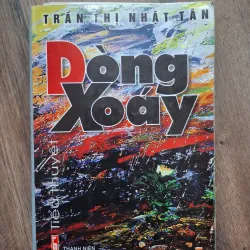 TRẦN THỊ NHẬT TÂN
Dòng
Xoáy
Tiểu thuyết
THANH NIÊN